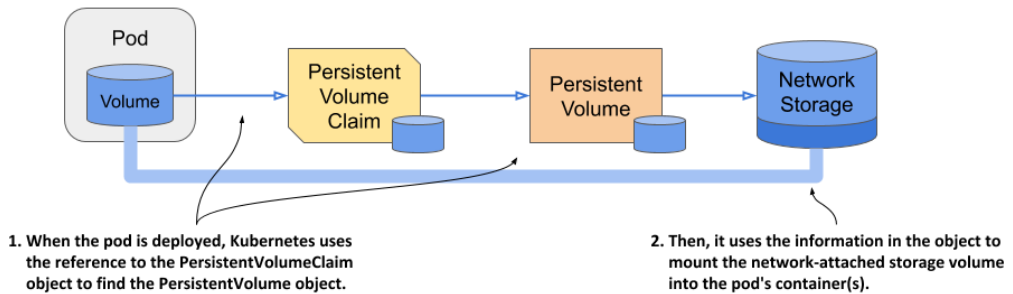 Pod
Volume
Persistent
Volume
Claim
Persistent
Volume
Network
Storage
1. When the pod is deployed, Kubernetes uses
the reference to the PersistentVolumeClaim
object to find the PersistentVolume object.
2. Then, it uses the information in the object to
mount the network-attached storage volume
into the pod's container(s).